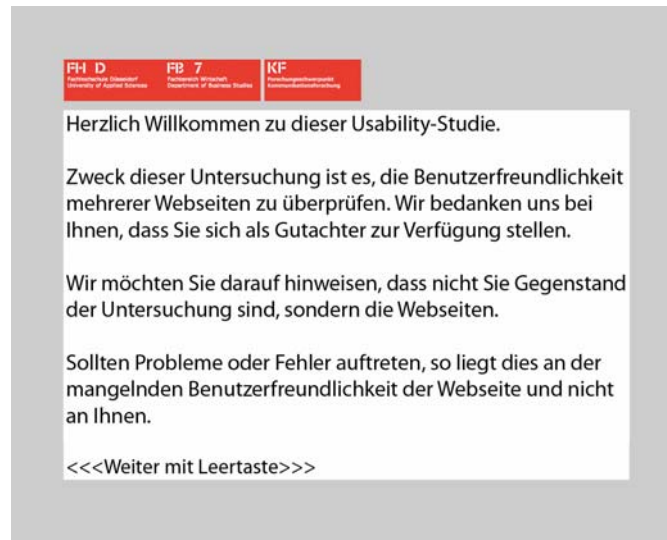 FH D
Fachhochschule Düsseldorf
University of Applied Sciences
FB 7
Fachbereich Wirtschaft
Department of Business Studies
KF
Forschungsschwerpunkt
Kommunikationsforschung
Herzlich Willkommen zu dieser Usability-Studie.
Zweck dieser Untersuchung ist es, die Benutzerfreundlichkeit
mehrerer Webseiten zu überprüfen. Wir bedanken uns bei
Ihnen, dass Sie sich als Gutachter zur Verfügung stellen.
Wir möchten Sie darauf hinweisen, dass nicht Sie Gegenstand
der Untersuchung sind, sondern die Webseiten.
Sollten Probleme oder Fehler auftreten, so liegt dies an der
mangelnden Benutzerfreundlichkeit der Webseite und nicht
an Ihnen.
<<<Weiter mit Leertaste>>>